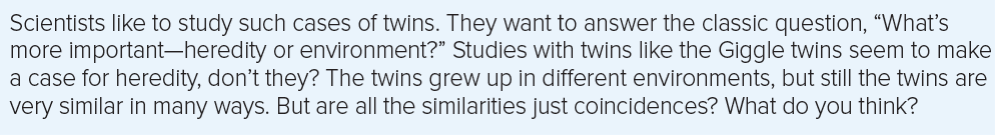 Scientists like to study such cases of twins. They want to answer the classic question, “What’s
more important—heredity or environment?” Studies with twins like the Giggle twins seem to make
a case for heredity, don’t they? The twins grew up in different environments, but still the twins are
very similar in many ways. But are all the similarities just coincidences? What do you think?